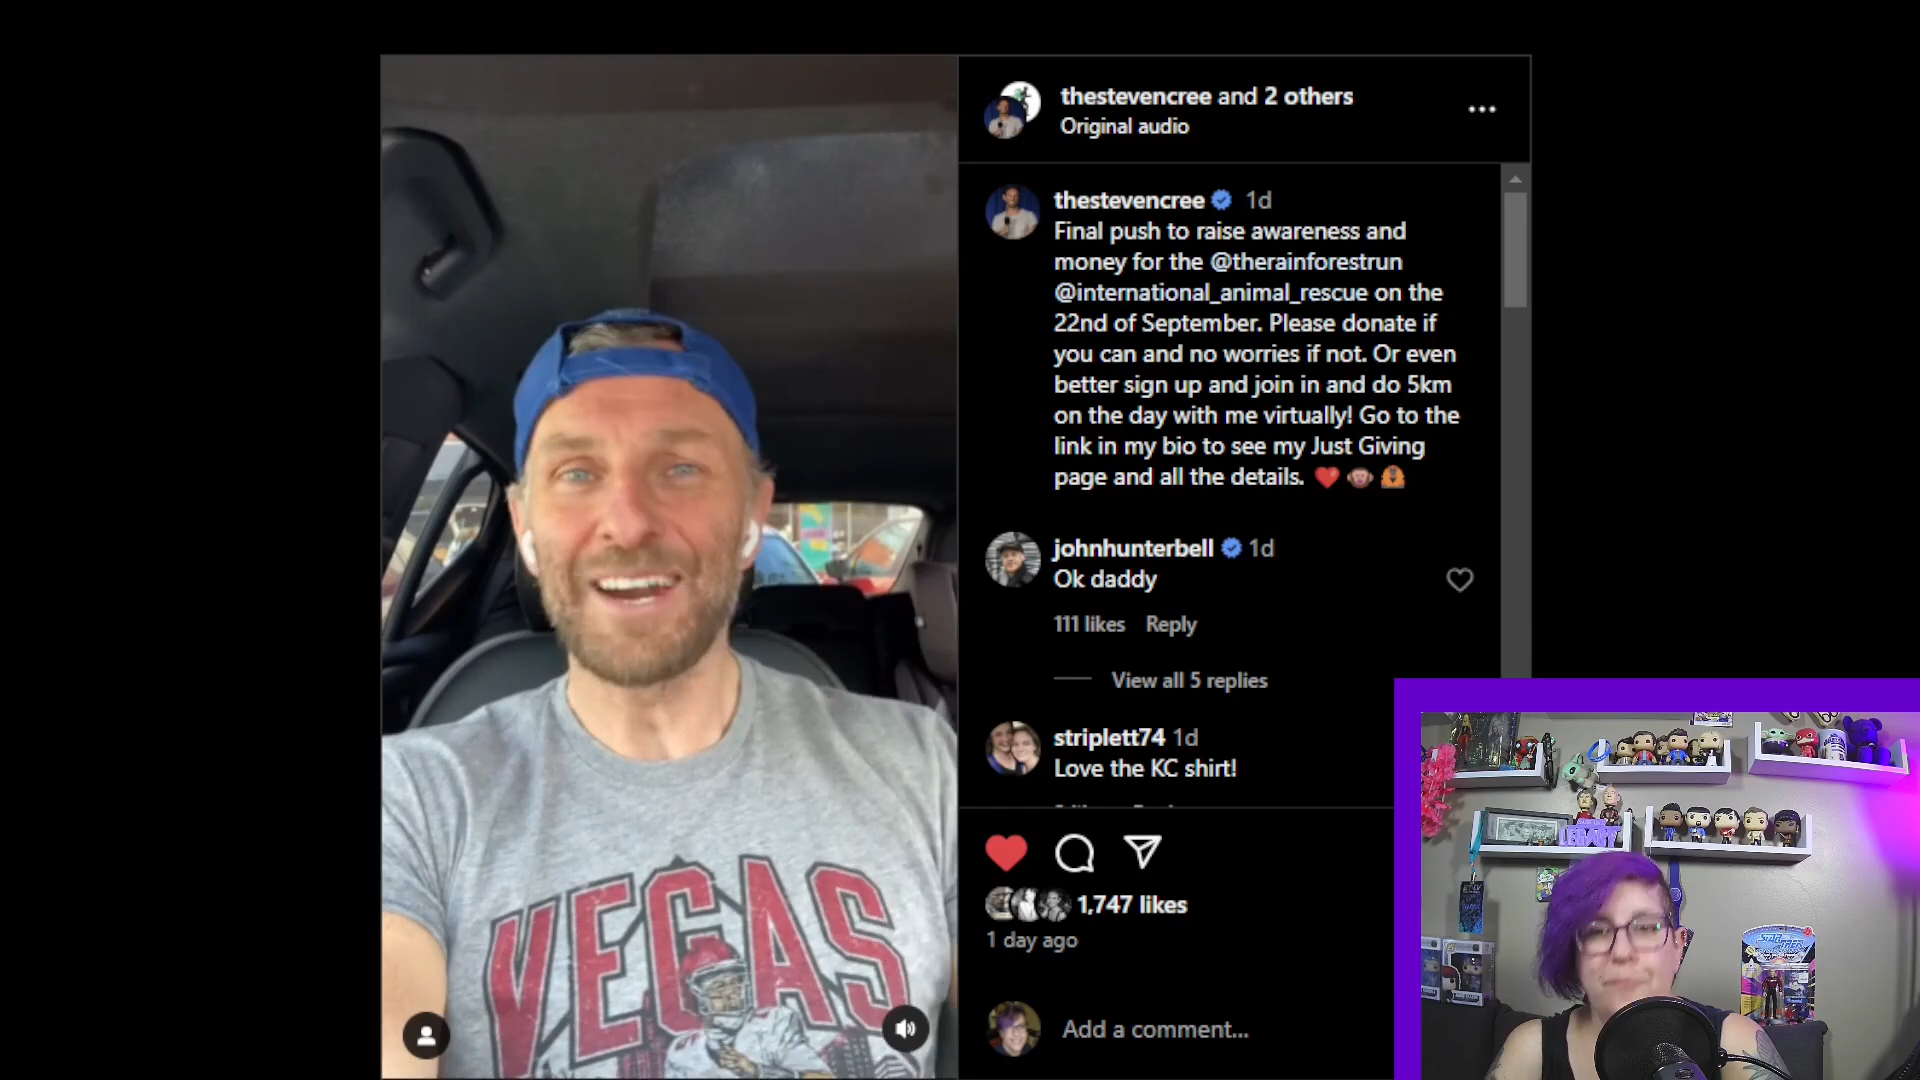 thestevencree and 2 others
Original audio
thestevencree 1d
Final push to raise awareness and
money for the @therainforestrun
@international_animal_rescue on the
22nd of September. Please donate if
you can and no worries if not. Or even
better sign up and join in and do 5km
on the day with me virtually! Go to the
link in my bio to see my Just Giving
page and all the details.
johnhunterbell 1d
Ok daddy
111 likes Reply
View all 5 replies
striplett74 1d
Love the KC shirt!
1,747 likes
1 day ago
Add a comment...
VEGAS
LEGACY
STAR TREK